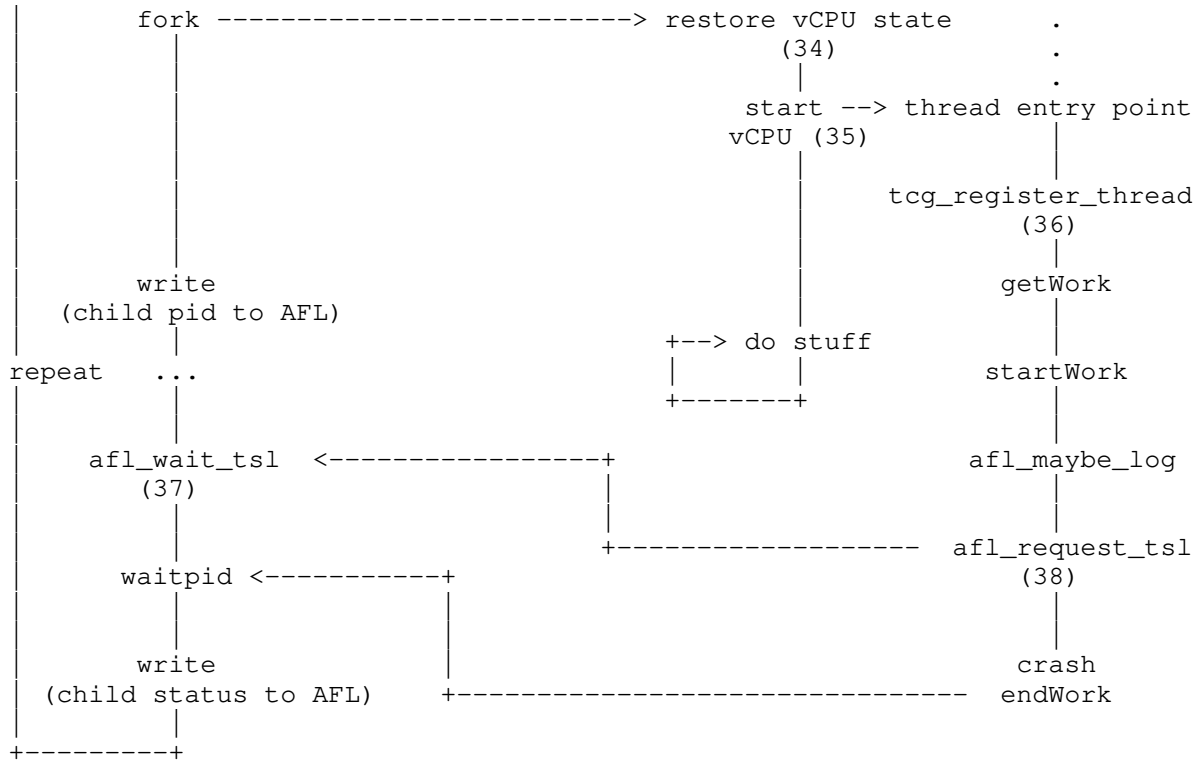 fork --------------------------> restore vCPU state .
(34) .
.
start --> thread entry point
vCPU (35)
tcg_register_thread
(36)
write getWork
(child pid to AFL)
+--> do stuff
repeat ... startWork
+-------+
afl_wait_tsl <-----------------+ afl_maybe_log
(37)
+------------------- afl_request_tsl
waitpid <-----------+ (38)
write crash
(child status to AFL) +-------------------------------- endWork
+---------+